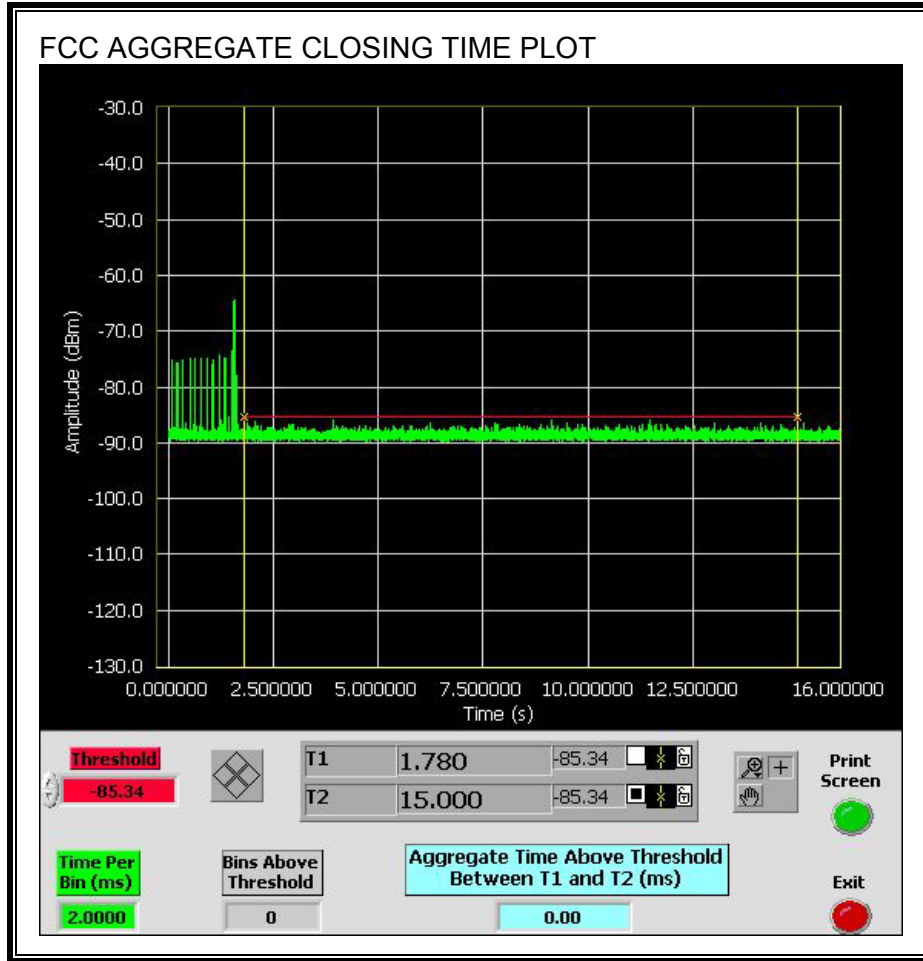 FCC AGGREGATE CLOSING TIME PLOT
-30.0
-40.0
-50.0
-60.0
-70.0
-80.0
-90.0
-100.0
-110.0
-120.0
-130.0
Amplitude (dBm)
0.000000 2.500000 5.000000 7.500000 10.000000 12.500000 16.000000
Time (s)
Threshold
-85.34
T1 1.780 -85.34
T2 15.000 -85.34
Print
Screen
Time Per
Bin (ms)
2.0000
Bins Above
Threshold
0
Aggregate Time Above Threshold
Between T1 and T2 (ms)
0.00
Exit